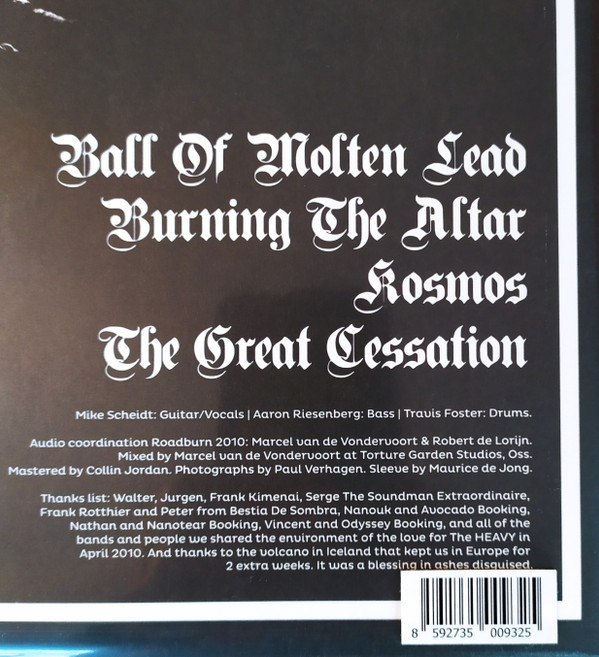 Ball Of Molten Lead
Burning The Altar
Kosmos
The Great Cessation
Mike Scheidt: Guitar/Vocals | Aaron Riesenberg: Bass | Travis Foster: Drums.
Audio coordination Roadburn 2010: Marcel van de Vondervoort & Robert de Lorijn.
Mixed by Marcel van de Vondervoort at Torture Garden Studios, Oss.
Mastered by Collin Jordan. Photographs by Paul Verhagen. Sleeve by Maurice de Jong.
Thanks list: Walter, Jurgen, Frank Kimenai, Serge The Soundman Extraordinaire,
Frank Rotthier and Peter from Bestia De Sombra, Nanouk and Avocado Booking,
Nathan and Nanotear Booking, Vincent and Odyssey Booking, and all of the
bands and people we shared the environment of the love for The HEAVY in
April 2010. And thanks to the volcano in Iceland that kept us in Europe for
2 extra weeks. It was a blessing in ashes disguised.
8 592735 009325